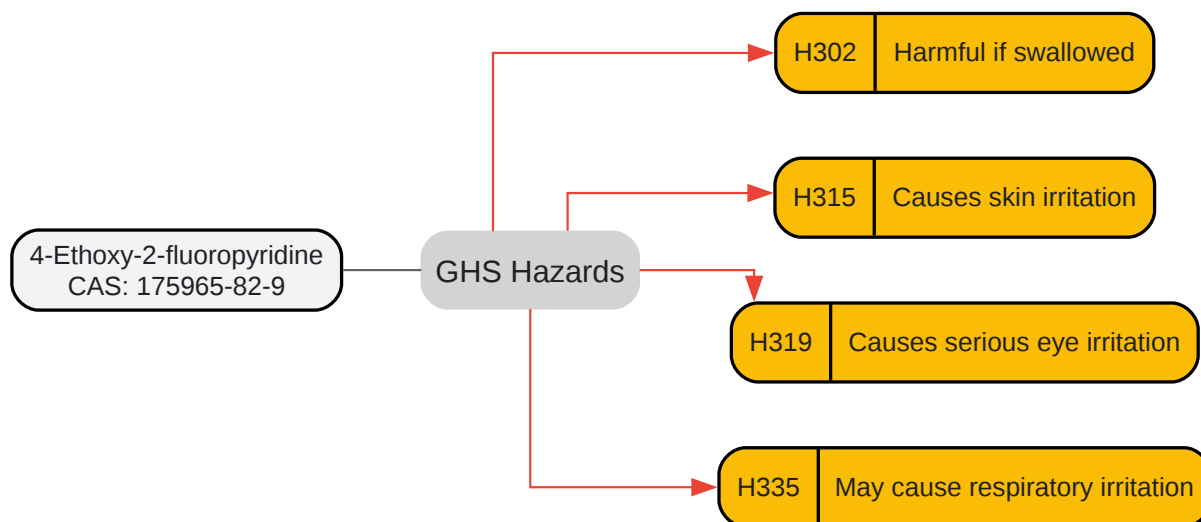 4-Ethoxy-2-fluoropyridine
CAS: 175965-82-9
GHS Hazards
H302 Harmful if swallowed
H315 Causes skin irritation
H319 Causes serious eye irritation
H335 May cause respiratory irritation